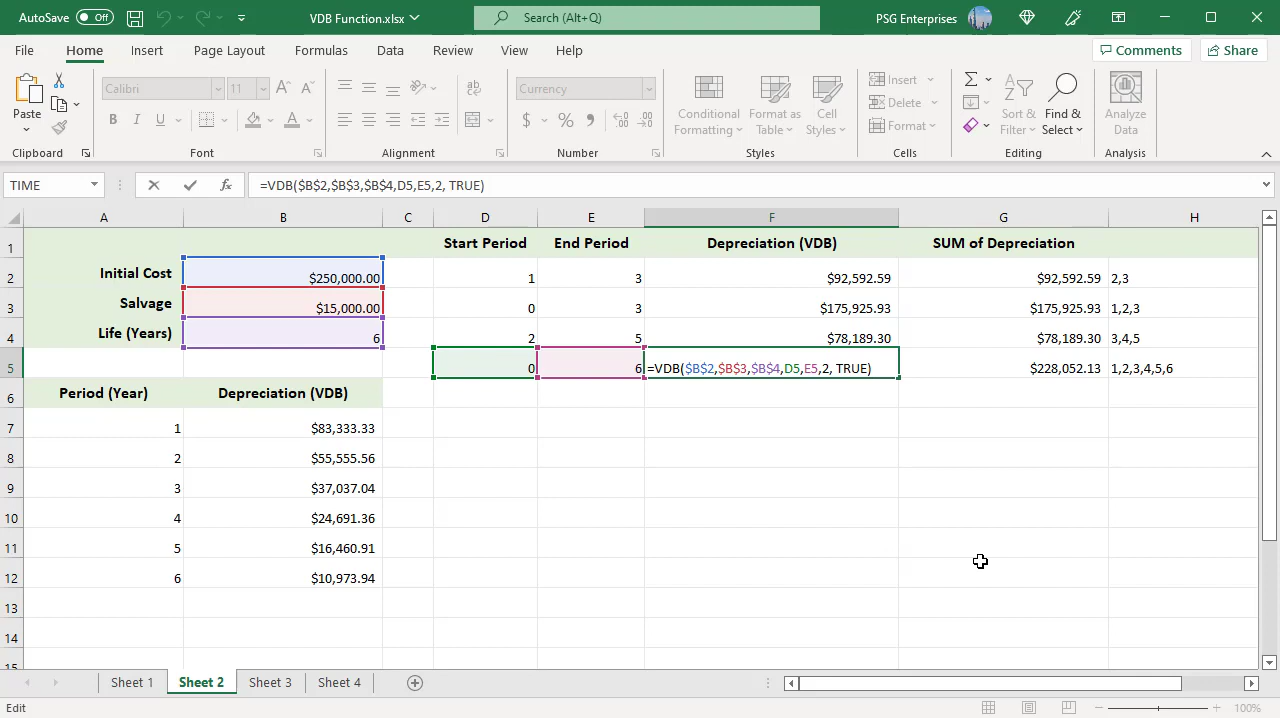 AutoSave Off VDB Function.xlsx Search (Alt+Q) PSG Enterprises
File Home Insert Page Layout Formulas Data Review View Help Comments Share
Paste
Calibri 11
B I U A
ab
Currency
$ % 9
Conditional Formatting
Format as Table
Cell Styles
Insert
Delete
Format
Sort & Filter
Find & Select
Analyze Data
Clipboard Font Alignment Number Styles Cells Editing Analysis
TIME fx =VDB($B$2,$B$3,$B$4,D5,E5,2, TRUE)
A B C D E F G H
1 Start Period End Period Depreciation (VDB) SUM of Depreciation
2 Initial Cost $250,000.00 1 3 $92,592.59 $92,592.59 2,3
3 Salvage $15,000.00 0 3 $175,925.93 $175,925.93 1,2,3
4 Life (Years) 6 2 5 $78,189.30 $78,189.30 3,4,5
5 0 6 =VDB($B$2,$B$3,$B$4,D5,E5,2, TRUE) $228,052.13 1,2,3,4,5,6
6 Period (Year) Depreciation (VDB)
7 1 $83,333.33
8 2 $55,555.56
9 3 $37,037.04
10 4 $24,691.36
11 5 $16,460.91
12 6 $10,973.94
13
14
15
Sheet 1 Sheet 2 Sheet 3 Sheet 4
Edit 100%